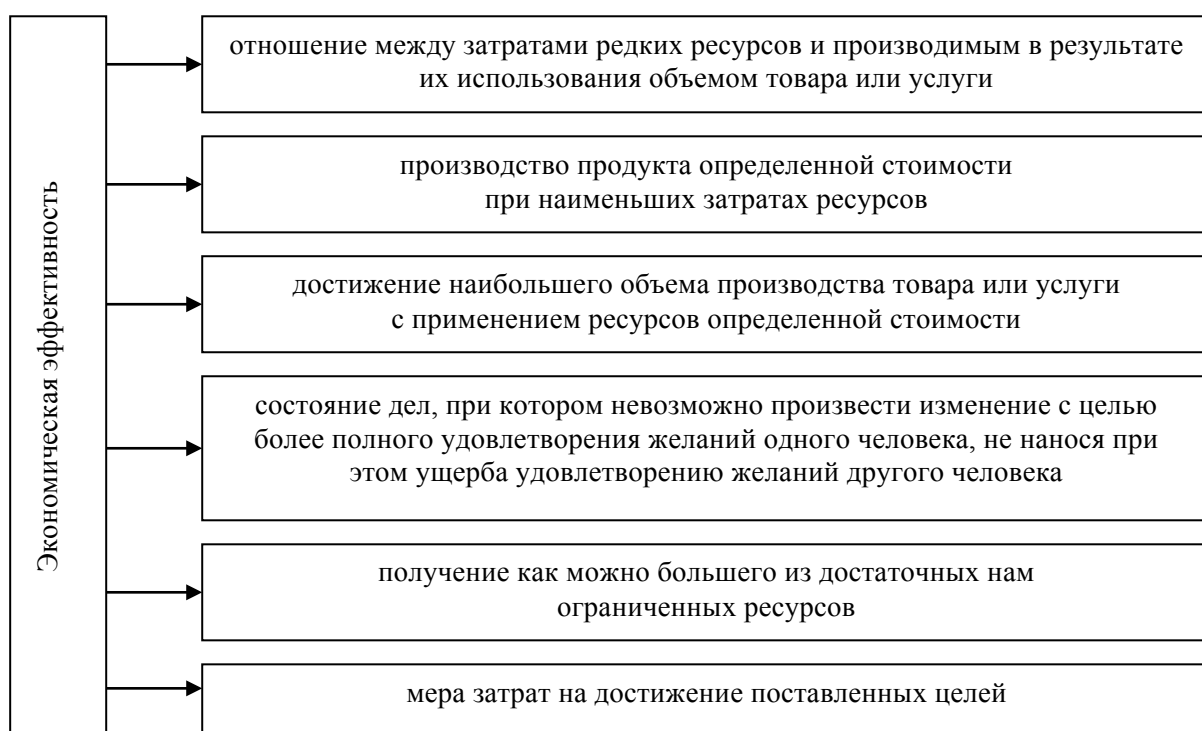 Экономическая эффективность
отношение между затратами редких ресурсов и производимым в результате
их использования объемом товара или услуги
производство продукта определенной стоимости
при наименьших затратах ресурсов
достижение наибольшего объема производства товара или услуги
с применением ресурсов определенной стоимости
состояние дел, при котором невозможно произвести изменение с целью
более полного удовлетворения желаний одного человека, не нанося при
этом ущерба удовлетворению желаний другого человека
получение как можно большего из достаточных нам
ограниченных ресурсов
мера затрат на достижение поставленных целей